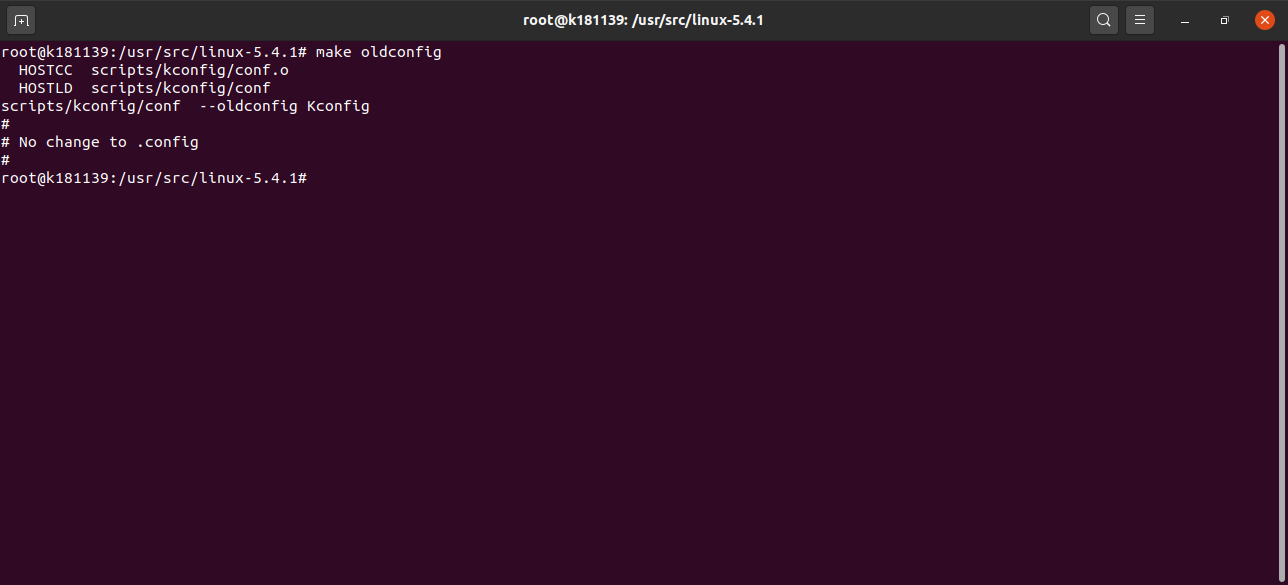 root@k181139: /usr/src/linux-5.4.1
root@k181139:/usr/src/linux-5.4.1# make oldconfig
  HOSTCC  scripts/kconfig/conf.o
  HOSTLD  scripts/kconfig/conf
scripts/kconfig/conf  --oldconfig Kconfig
#
# No change to .config
#
root@k181139:/usr/src/linux-5.4.1#